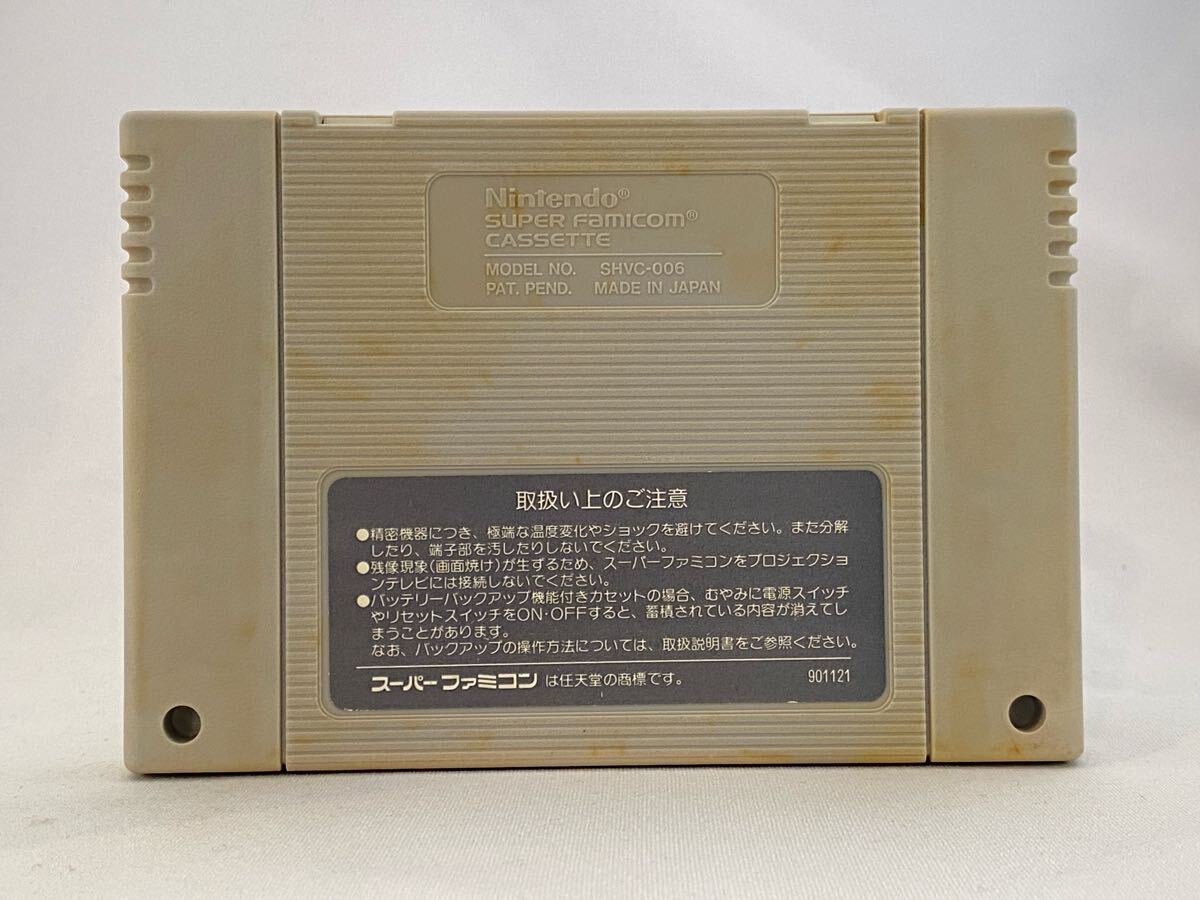 Nintendo®
SUPER FAMICOM®
CASSETTE
MODEL NO. SHVC-006
PAT. PEND. MADE IN JAPAN
取扱い上のご注意
●精密機器につき、極端な温度変化やショックを避けてください。また分解
したり、端子部を汚したりしないでください。
●残像現象(画面焼け)が生ずるため、スーパーファミコンをプロジェクショ
ンテレビには接続しないでください。
●バッテリーバックアップ機能付きカセットの場合、むやみに電源スイッチ
やリセットスイッチをON・OFFすると、蓄積されている内容が消えてし
まうことがあります。
なお、バックアップの操作方法については、取扱説明書をご参照ください。
スーパーファミコンは任天堂の商標です。 901121